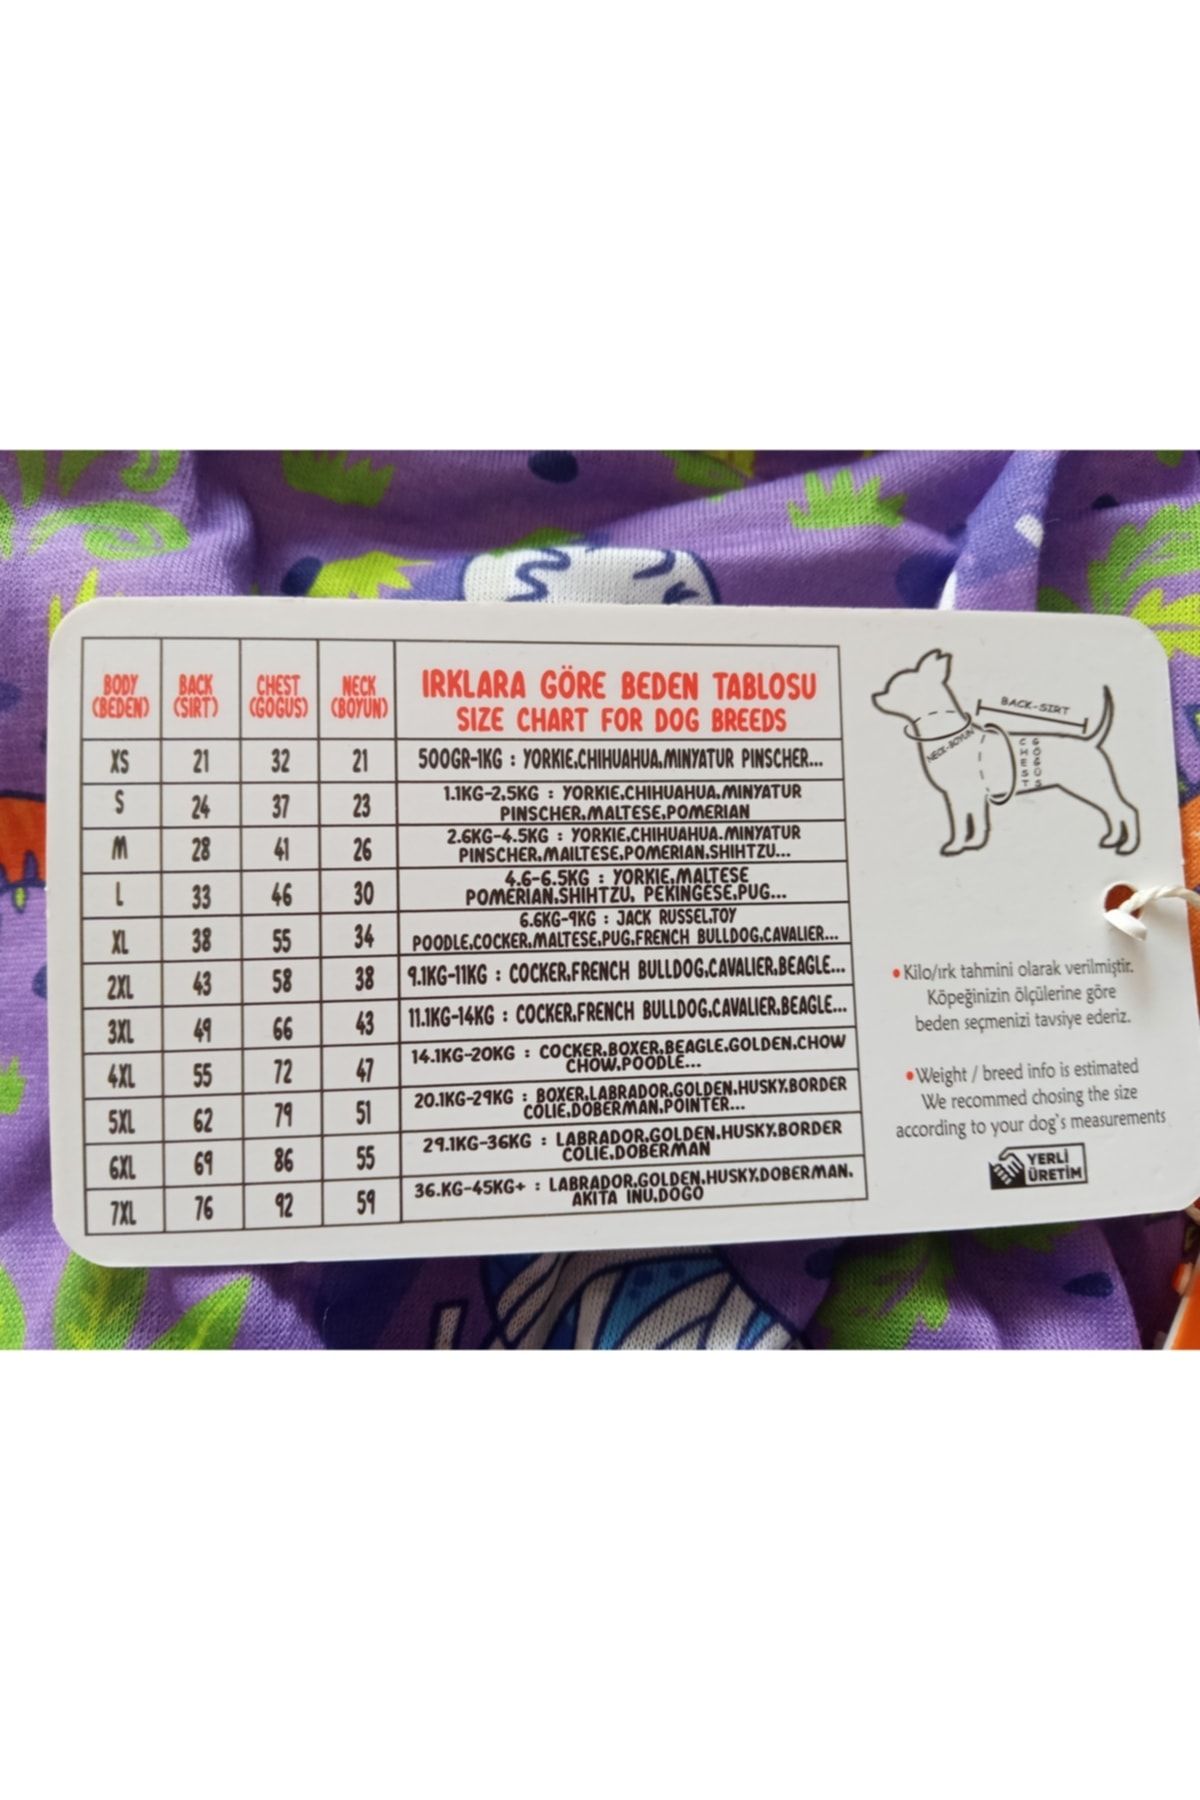 BODY (BEDEN) BACK (SIRT) CHEST (GOGUS) NECK (BOYUN) IRKLARA GÖRE BEDEN TABLOSU
SIZE CHART FOR DOG BREEDS
XS 21 32 21 500GR-1KG : YORKIE,CHIHUAHUA,MINYATUR PINSCHER...
S 24 37 23 1.1KG-2,5KG : YORKIE,CHIHUAHUA,MINYATUR
PINSCHER,MALTESE,POMERIAN
M 28 41 26 2.6KG-4.5KG : YORKIE,CHIHUAHUA,MINYATUR
PINSCHER,MAILTESE,POMERIAN,SHIHTZU...
L 33 46 30 4.6-6.5KG : YORKIE,MALTESE
POMERIAN,SHIHTZU, PEKINGESE,PUG...
XL 38 55 34 6.6KG-9KG : JACK RUSSEL,TOY
POODLE,COCKER,MALTESE,PUG,FRENCH BULLDOG,CAVALIER...
2XL 43 58 38 9.1KG-11KG : COCKER,FRENCH BULLDOG,CAVALIER,BEAGLE...
3XL 49 66 43 11.1KG-14KG : COCKER,FRENCH BULLDOG,CAVALIER,BEAGLE...
4XL 55 72 47 14.1KG-20KG : COCKER,BOXER,BEAGLE,GOLDEN,CHOW
CHOW,POODLE...
5XL 62 79 51 20.1KG-29KG : BOXER,LABRADOR,GOLDEN,HUSKY,BORDER
COLIE,DOBERMAN,POINTER...
6XL 69 86 55 29.1KG-36KG : LABRADOR,GOLDEN,HUSKY,BORDER
COLIE,DOBERMAN
7XL 76 92 59 36.KG-45KG+ : LABRADOR,GOLDEN,HUSKY,DOBERMAN,
AKITA INU,DOGO
BACK-SIRT
NECK-BOYUN
CHEST
GÖĞÜS
• Kilo/ırk tahmini olarak verilmiştir.
Köpeğinizin ölçülerine göre
beden seçmenizi tavsiye ederiz.
• Weight / breed info is estimated
We recommed chosing the size
according to your dog's measurements
YERLİ
ÜRETİM